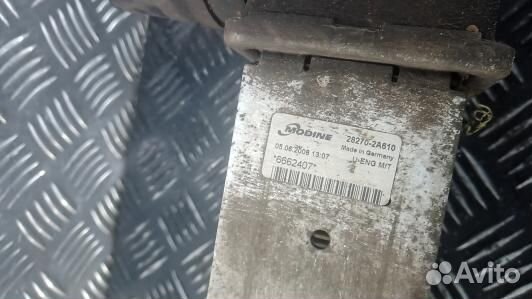 MODINE 28270-2A610
Made in Germany
05.06.2008 13:07 U-ENG M/T
*6662407*
Avito